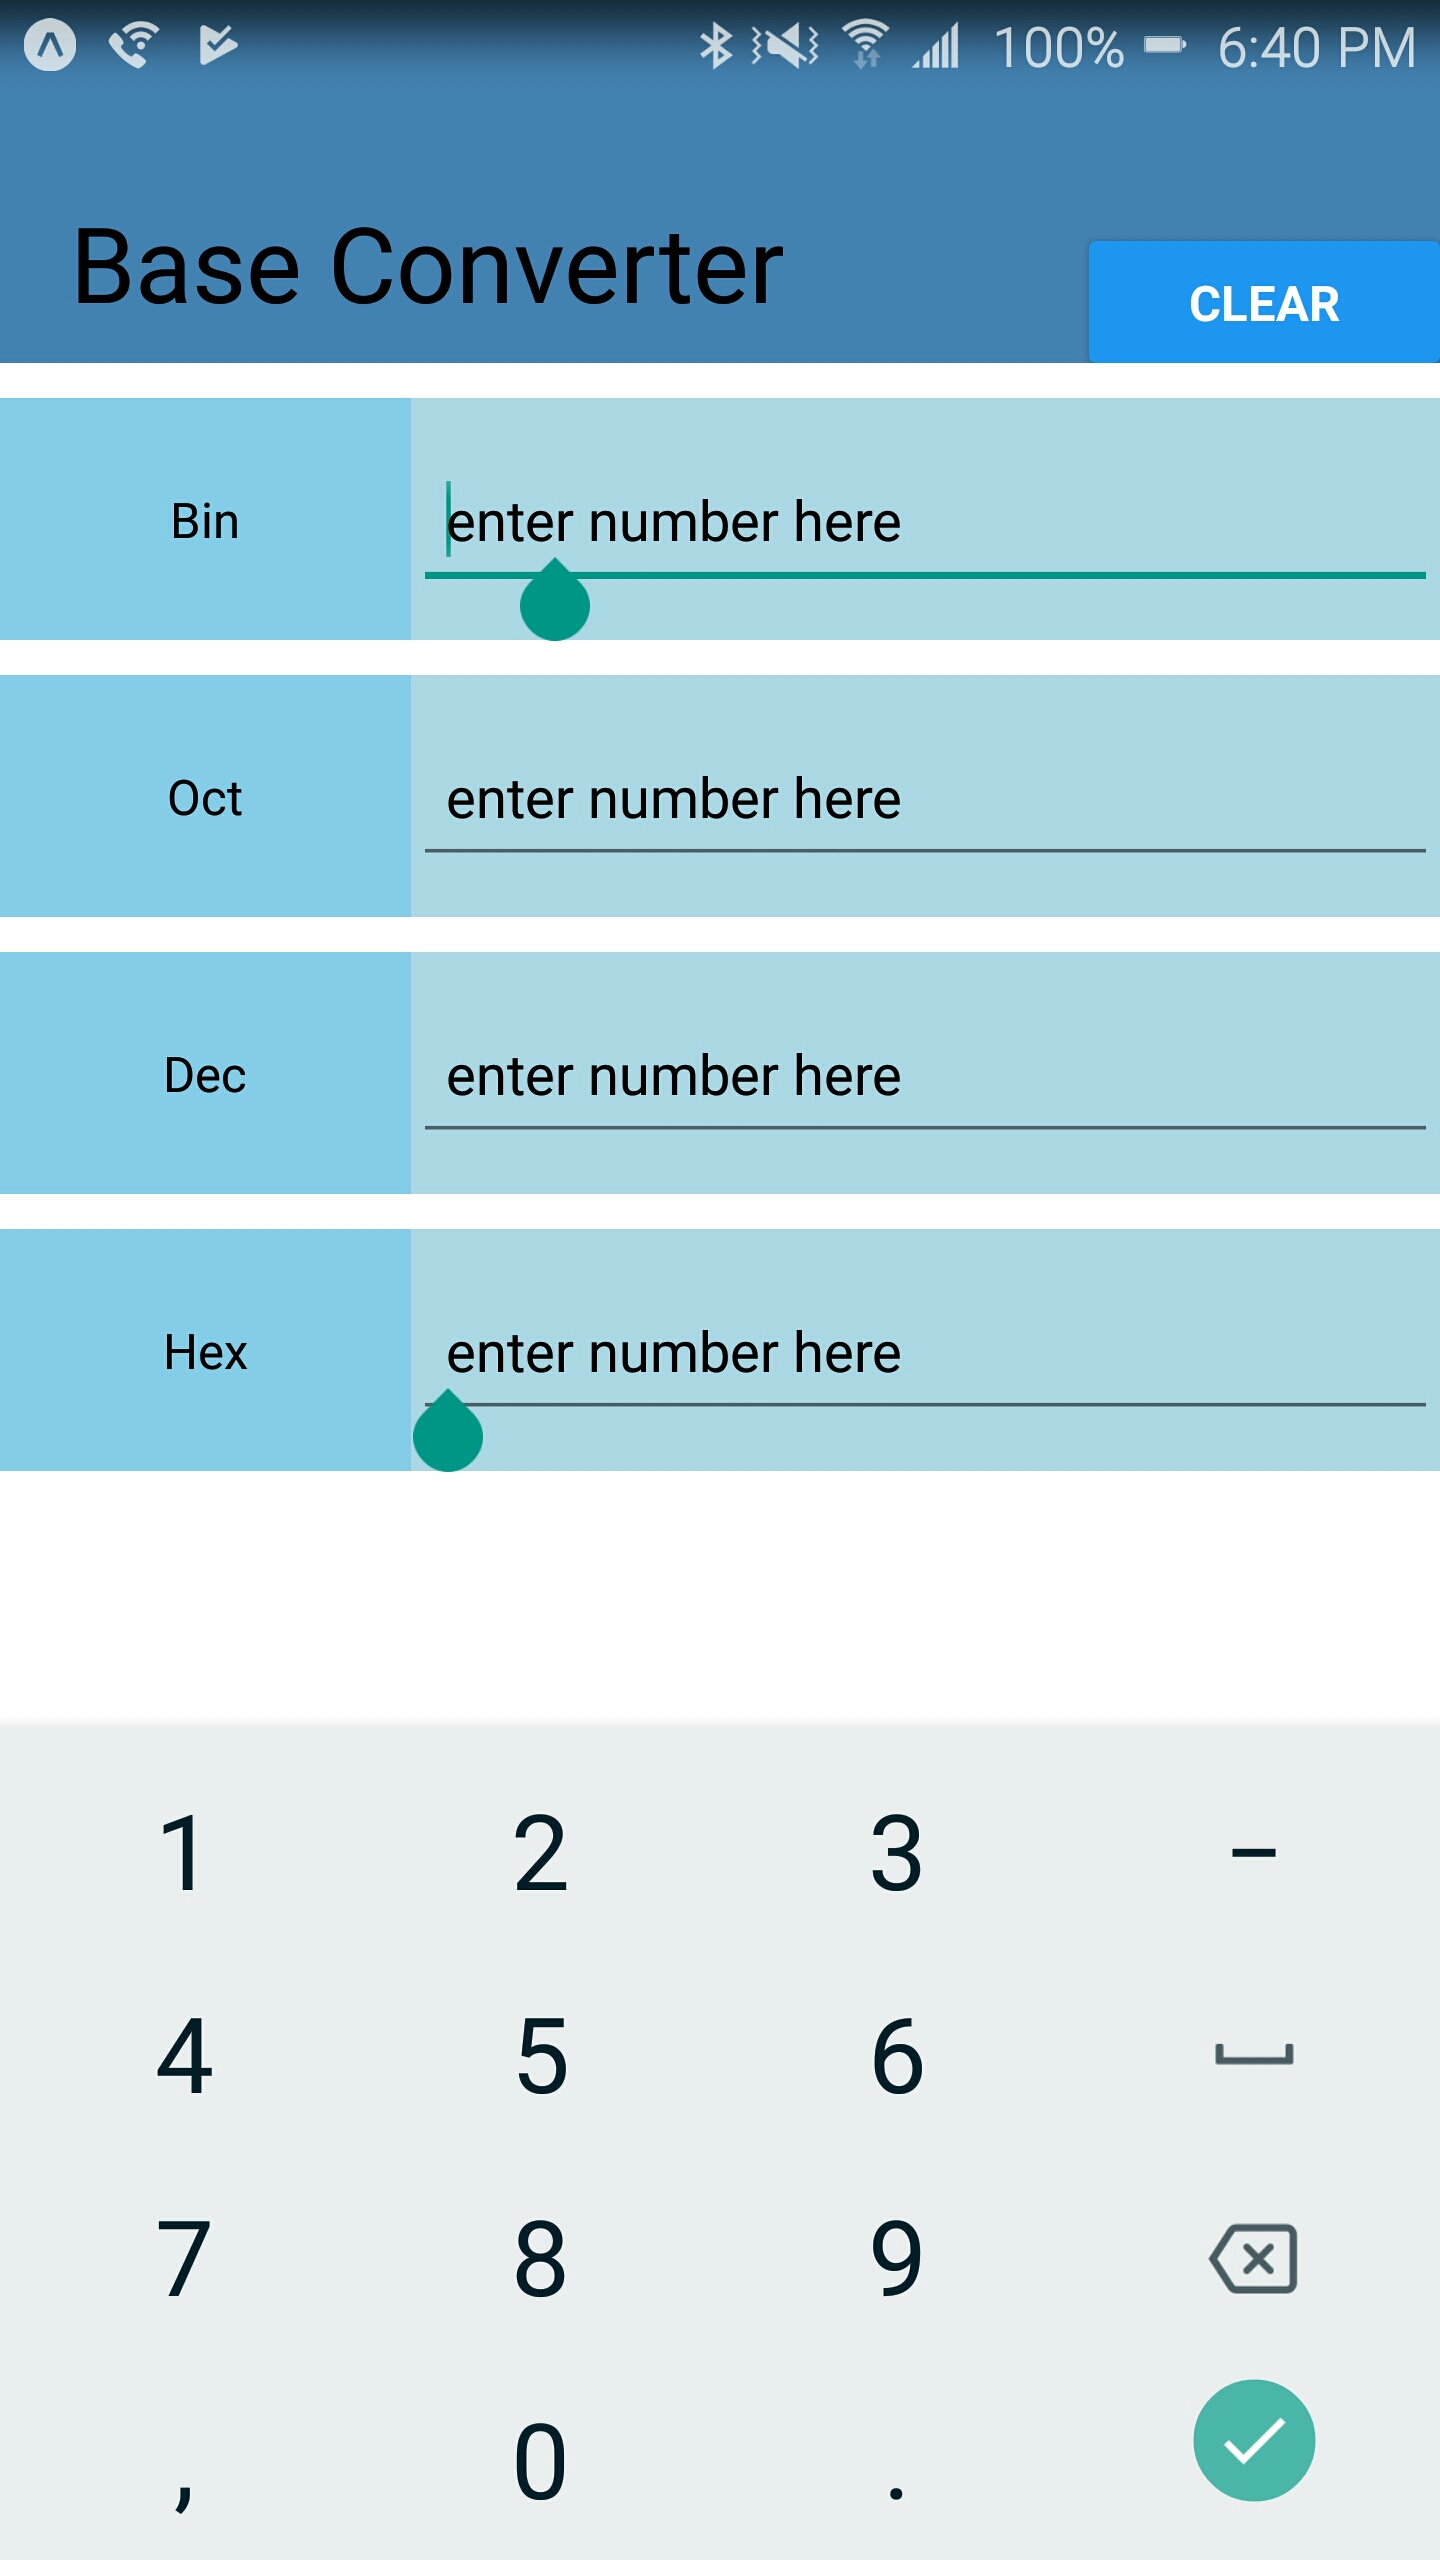 100% 6:40 PM
Base Converter
CLEAR
Bin
enter number here
Oct
enter number here
Dec
enter number here
Hex
enter number here
1 2 3 -
4 5 6
7 8 9
, 0 .